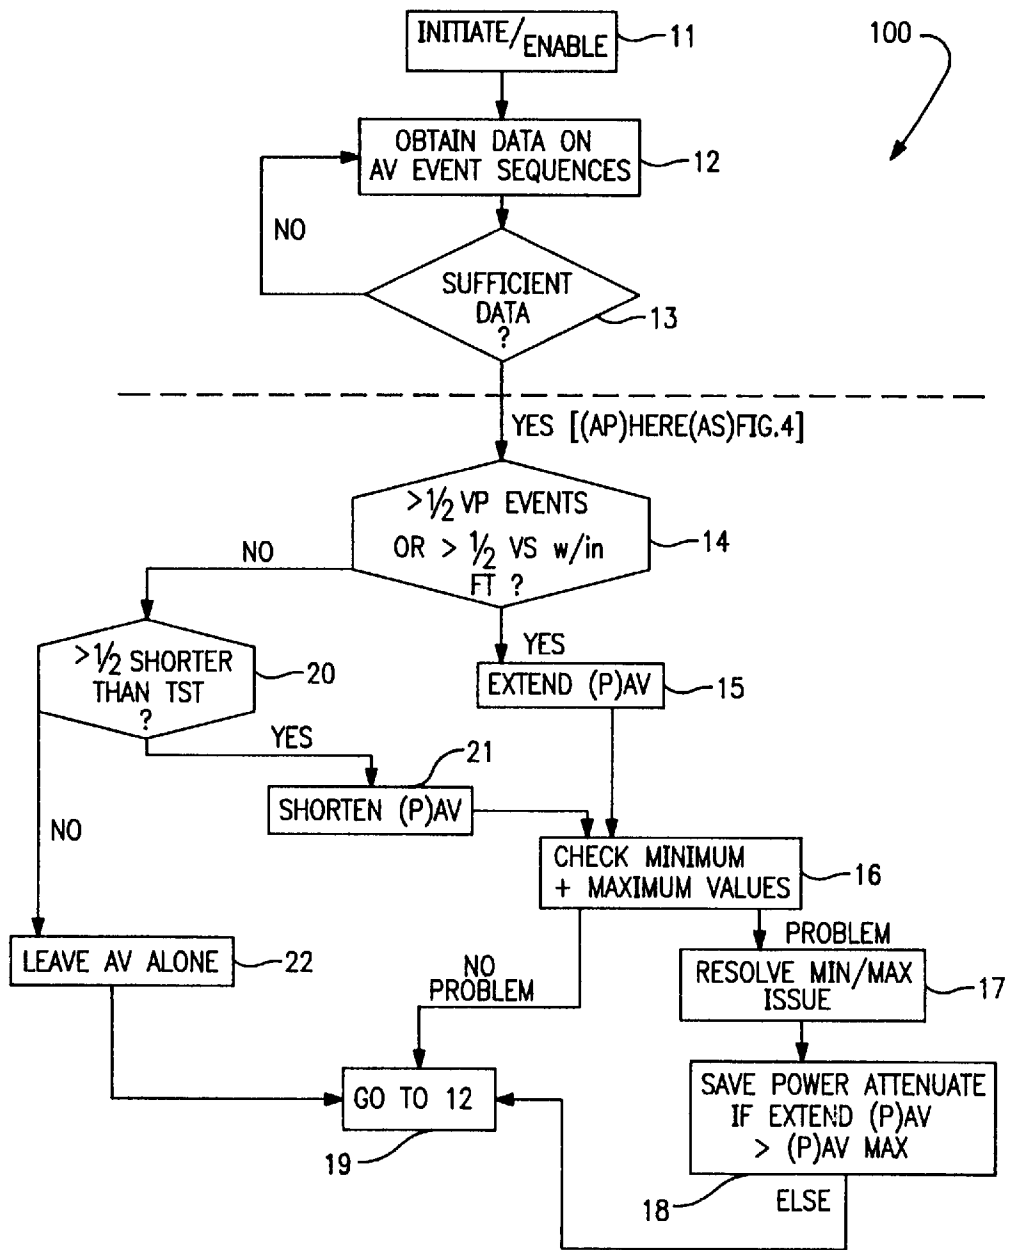 INITIATE/ENABLE
11
100
OBTAIN DATA ON
AV EVENT SEQUENCES
12
NO
SUFFICIENT
DATA
?
13
YES [(AP)HERE(AS)FIG.4]
>1/2 VP EVENTS
OR > 1/2 VS w/in
FT ?
14
NO
YES
>1/2 SHORTER
THAN TST
?
20
EXTEND (P)AV
15
YES
21
SHORTEN (P)AV
NO
CHECK MINIMUM
+ MAXIMUM VALUES
16
PROBLEM
LEAVE AV ALONE
22
NO
PROBLEM
RESOLVE MIN/MAX
ISSUE
17
GO TO 12
19
SAVE POWER ATTENUATE
IF EXTEND (P)AV
> (P)AV MAX
18
ELSE